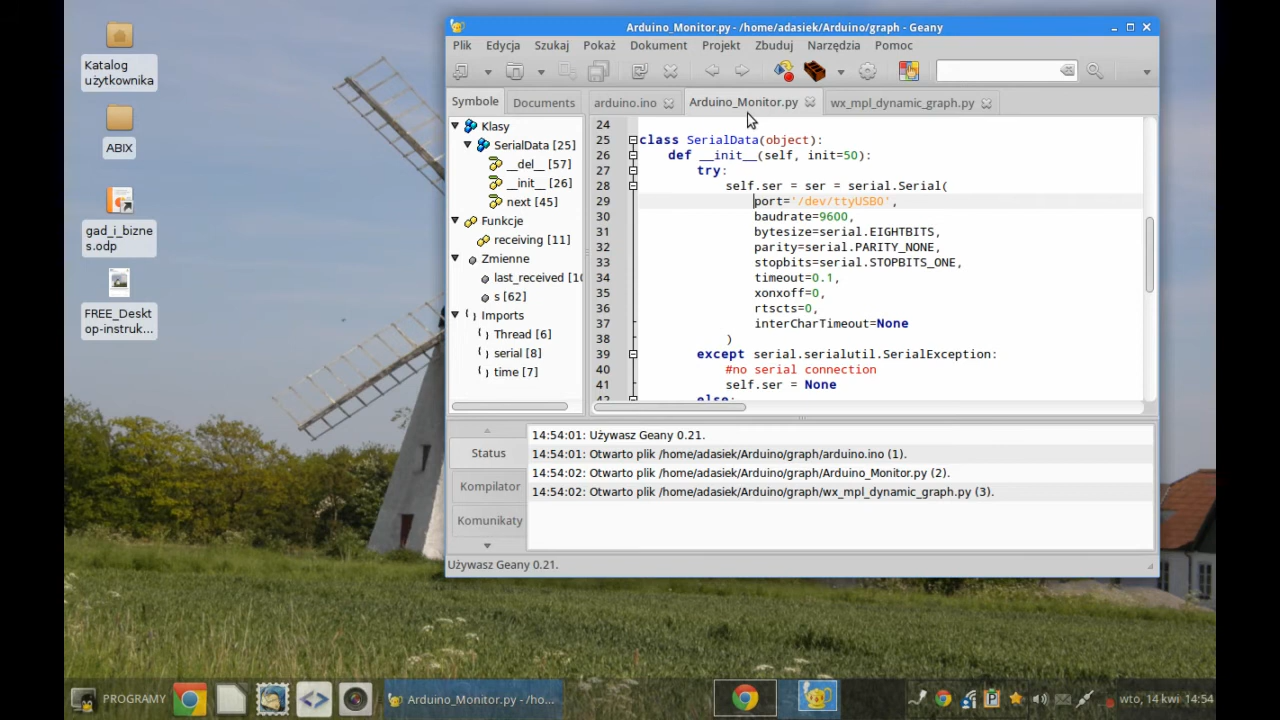 Katalog
użytkownika
ABIX
gad_i_bizne
s.odp
FREE_Deskt
op-instruk...
Arduino_Monitor.py - /home/adasiek/Arduino/graph - Geany
Plik Edycja Szukaj Pokaż Dokument Projekt Zbuduj Narzędzia Pomoc
Symbole Documents arduino.ino Arduino_Monitor.py wx_mpl_dynamic_graph.py
Klasy
SerialData [25]
__del__ [57]
__init__ [26]
next [45]
Funkcje
receiving [11]
Zmienne
last_received [10
s [62]
Imports
Thread [6]
serial [8]
time [7]
24
25 class SerialData(object):
26 def __init__(self, init=50):
27 try:
28 self.ser = ser = serial.Serial(
29 port='/dev/ttyUSB0',
30 baudrate=9600,
31 bytesize=serial.EIGHTBITS,
32 parity=serial.PARITY_NONE,
33 stopbits=serial.STOPBITS_ONE,
34 timeout=0.1,
35 xonxoff=0,
36 rtscts=0,
37 interCharTimeout=None
38 )
39 except serial.serialutil.SerialException:
40 #no serial connection
41 self.ser = None
42 else:
Status
Kompilator
Komunikaty
14:54:01: Używasz Geany 0.21.
14:54:01: Otwarto plik /home/adasiek/Arduino/graph/arduino.ino (1).
14:54:02: Otwarto plik /home/adasiek/Arduino/graph/Arduino_Monitor.py (2).
14:54:02: Otwarto plik /home/adasiek/Arduino/graph/wx_mpl_dynamic_graph.py (3).
Używasz Geany 0.21.
PROGRAMY Arduino_Monitor.py - /ho... wto, 14 kwi 14:54